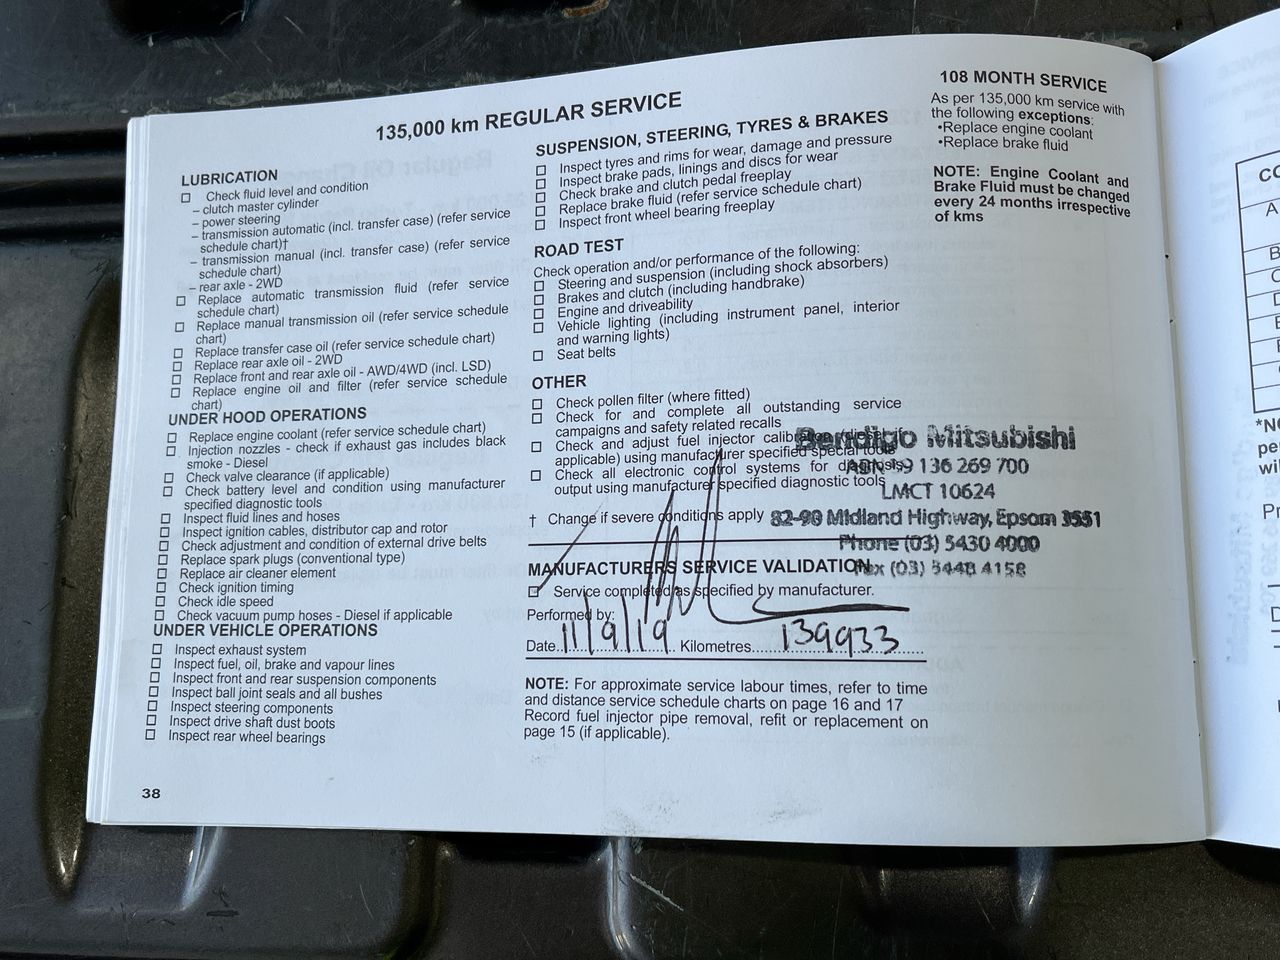 135,000 km REGULAR SERVICE
LUBRICATION
Check fluid level and condition
– clutch master cylinder
– power steering
– transmission automatic (incl. transfer case) (refer service
schedule chart)†
– transmission manual (incl. transfer case) (refer service
schedule chart)
– rear axle - 2WD
Replace automatic transmission fluid (refer service
schedule chart)
Replace manual transmission oil (refer service schedule
chart)
Replace transfer case oil (refer service schedule chart)
Replace rear axle oil - 2WD
Replace front and rear axle oil - AWD/4WD (incl. LSD)
Replace engine oil and filter (refer service schedule
chart)
UNDER HOOD OPERATIONS
Replace engine coolant (refer service schedule chart)
Injection nozzles - check if exhaust gas includes black
smoke - Diesel
Check valve clearance (if applicable)
Check battery level and condition using manufacturer
specified diagnostic tools
Inspect fluid lines and hoses
Inspect ignition cables, distributor cap and rotor
Check adjustment and condition of external drive belts
Replace spark plugs (conventional type)
Replace air cleaner element
Check ignition timing
Check idle speed
Check vacuum pump hoses - Diesel if applicable
UNDER VEHICLE OPERATIONS
Inspect exhaust system
Inspect fuel, oil, brake and vapour lines
Inspect front and rear suspension components
Inspect ball joint seals and all bushes
Inspect steering components
Inspect drive shaft dust boots
Inspect rear wheel bearings
38
SUSPENSION, STEERING, TYRES & BRAKES
Inspect tyres and rims for wear, damage and pressure
Inspect brake pads, linings and discs for wear
Check brake and clutch pedal freeplay
Replace brake fluid (refer service schedule chart)
Inspect front wheel bearing freeplay
ROAD TEST
Check operation and/or performance of the following:
Steering and suspension (including shock absorbers)
Brakes and clutch (including handbrake)
Engine and driveability
Vehicle lighting (including instrument panel, interior
and warning lights)
Seat belts
OTHER
Check pollen filter (where fitted)
Check for and complete all outstanding service
campaigns and safety related recalls
Check and adjust fuel injector calibration (diesel, if
applicable) using manufacturer specified special tools
Check all electronic control systems for diagnosis
output using manufacturer specified diagnostic tools
† Change if severe conditions apply
MANUFACTURERS SERVICE VALIDATION
Service completed as specified by manufacturer.
Performed by:
Date 11/9/19 Kilometres 139933
NOTE: For approximate service labour times, refer to time
and distance service schedule charts on page 16 and 17
Record fuel injector pipe removal, refit or replacement on
page 15 (if applicable).
Bendigo Mitsubishi
ABN 99 136 269 700
LMCT 10624
82-90 Midland Highway, Epsom 3551
Phone (03) 5430 4000
Fax (03) 5448 4158
108 MONTH SERVICE
As per 135,000 km service with
the following exceptions:
•Replace engine coolant
•Replace brake fluid
NOTE: Engine Coolant and
Brake Fluid must be changed
every 24 months irrespective
of kms